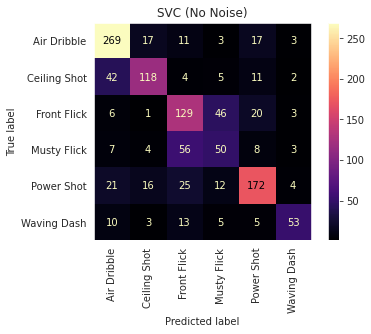 SVC (No Noise)
True label
Air Dribble 269 17 11 3 17 3
Ceiling Shot 42 118 4 5 11 2
Front Flick 6 1 129 46 20 3
Musty Flick 7 4 56 50 8 3
Power Shot 21 16 25 12 172 4
Waving Dash 10 3 13 5 5 53
Air Dribble
Ceiling Shot
Front Flick
Musty Flick
Power Shot
Waving Dash
Predicted label
250
200
150
100
50